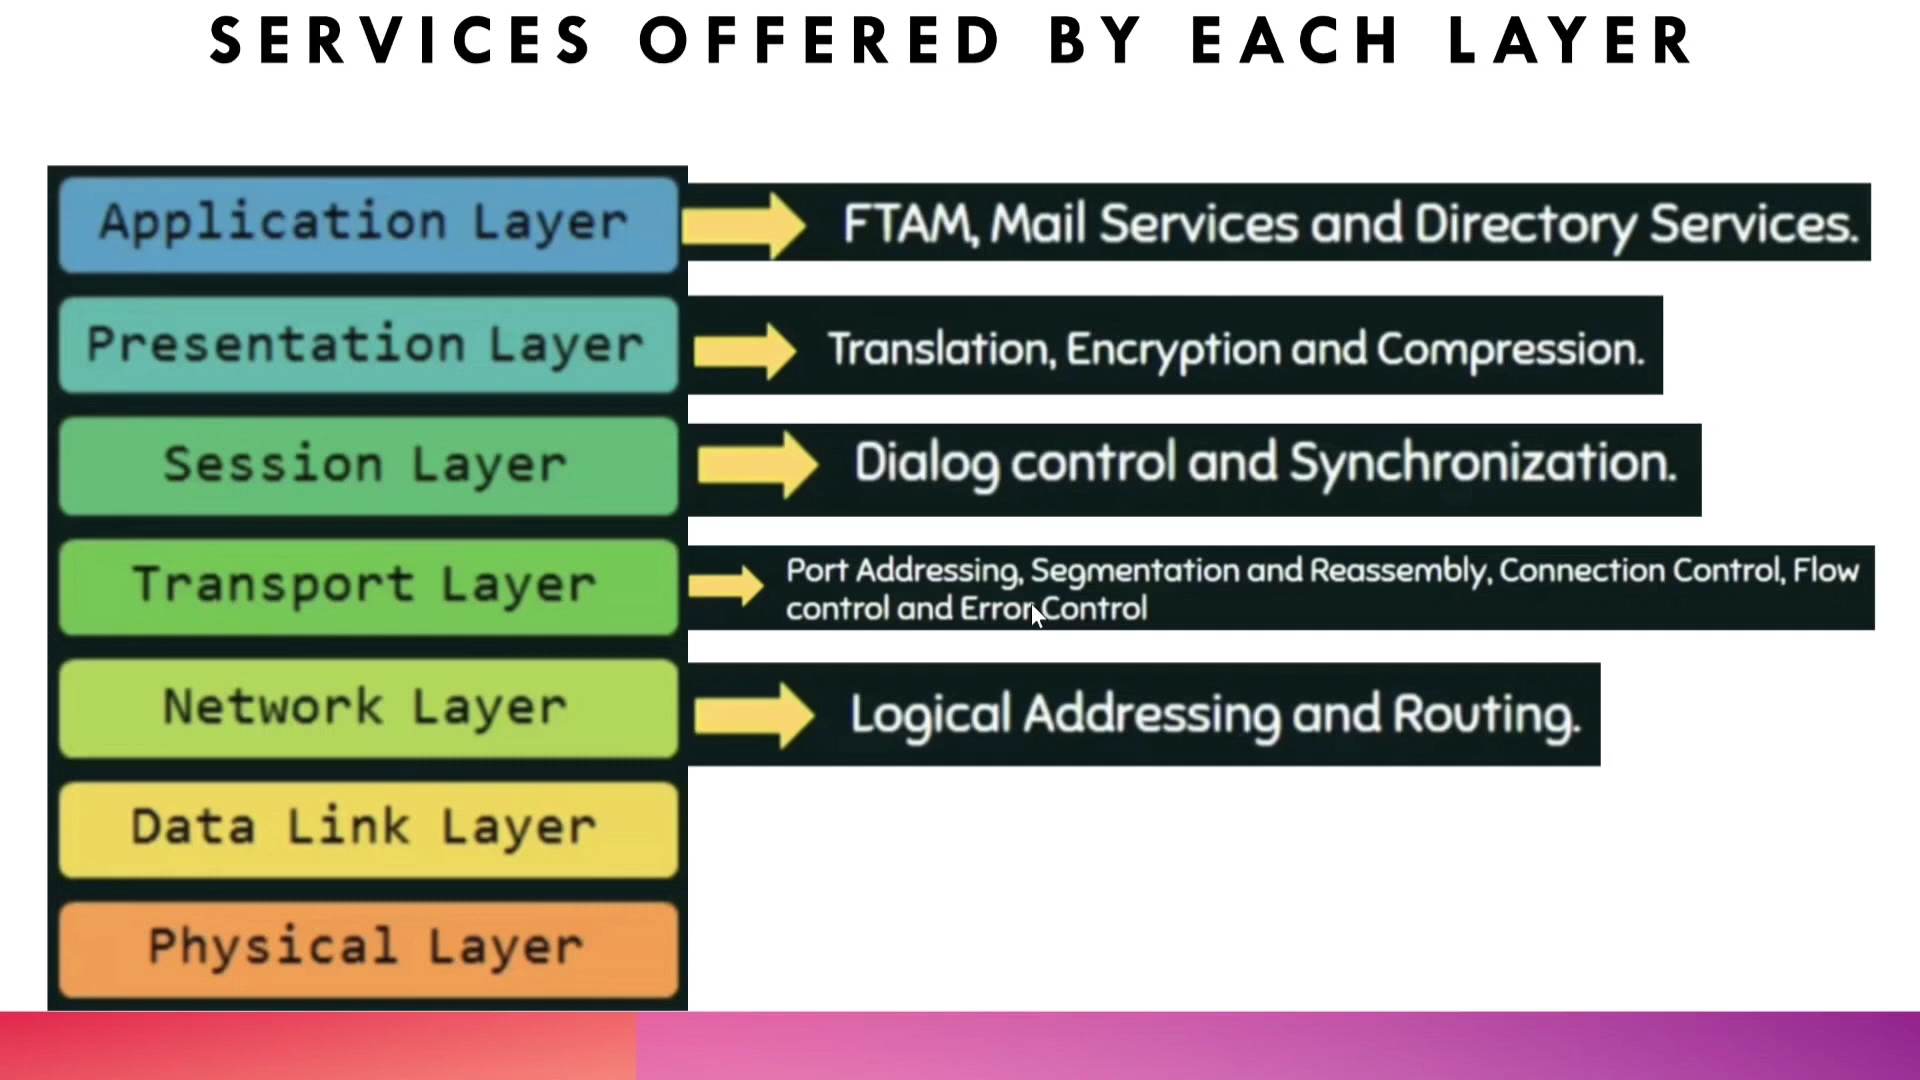 SERVICES OFFERED BY EACH LAYER
Application Layer
FTAM, Mail Services and Directory Services.
Presentation Layer
Translation, Encryption and Compression.
Session Layer
Dialog control and Synchronization.
Transport Layer
Port Addressing, Segmentation and Reassembly, Connection Control, Flow
control and Error Control
Network Layer
Logical Addressing and Routing.
Data Link Layer
Physical Layer